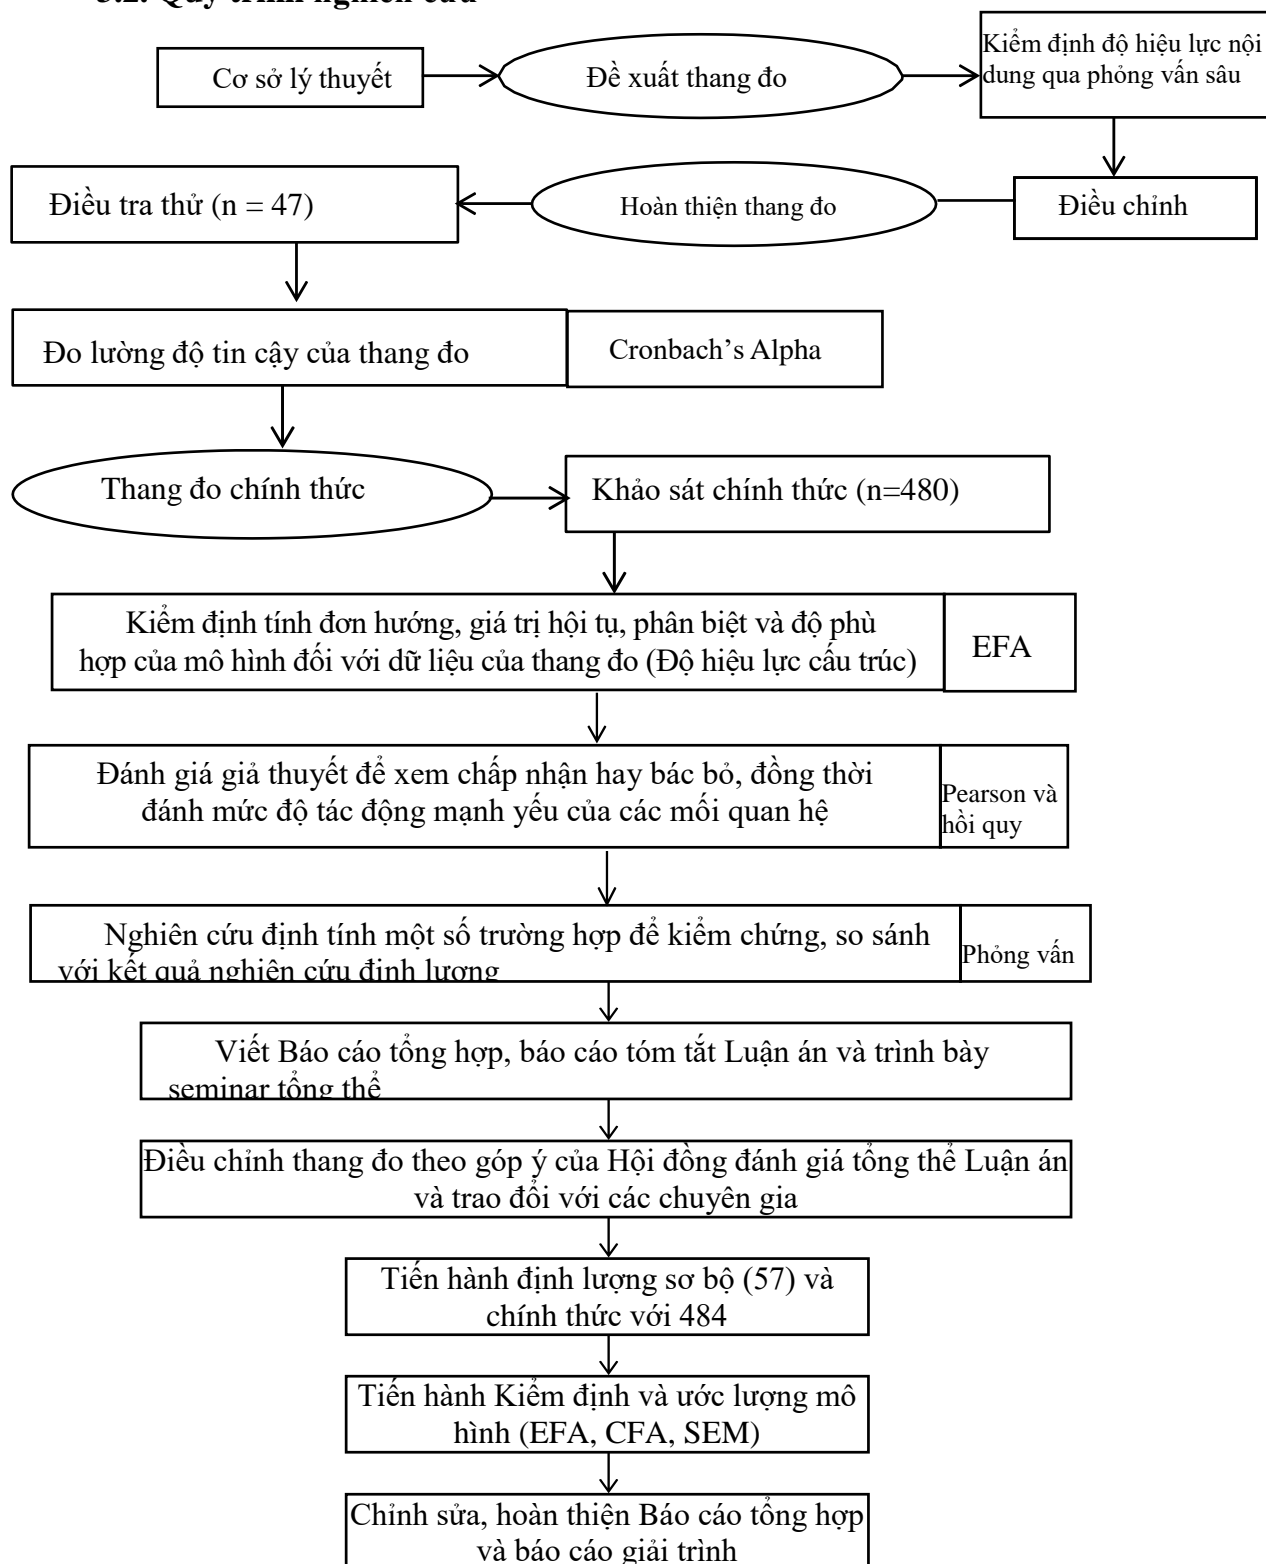 3.2. Quy trình nghiên cứu
Cơ sở lý thuyết
Đề xuất thang đo
Kiểm định độ hiệu lực nội
dung qua phỏng vấn sâu
Điều chỉnh
Hoàn thiện thang đo
Điều tra thử (n = 47)
Đo lường độ tin cậy của thang đo
Cronbach’s Alpha
Thang đo chính thức
Khảo sát chính thức (n=480)
Kiểm định tính đơn hướng, giá trị hội tụ, phân biệt và độ phù
hợp của mô hình đối với dữ liệu của thang đo (Độ hiệu lực cấu trúc)
EFA
Đánh giá giả thuyết để xem chấp nhận hay bác bỏ, đồng thời
đánh mức độ tác động mạnh yếu của các mối quan hệ
Pearson và
hồi quy
Nghiên cứu định tính một số trường hợp để kiểm chứng, so sánh
với kết quả nghiên cứu định lượng
Phỏng vấn
Viết Báo cáo tổng hợp, báo cáo tóm tắt Luận án và trình bày
seminar tổng thể
Điều chỉnh thang đo theo góp ý của Hội đồng đánh giá tổng thể Luận án
và trao đổi với các chuyên gia
Tiến hành định lượng sơ bộ (57) và
chính thức với 484
Tiến hành Kiểm định và ước lượng mô
hình (EFA, CFA, SEM)
Chỉnh sửa, hoàn thiện Báo cáo tổng hợp
và báo cáo giải trình